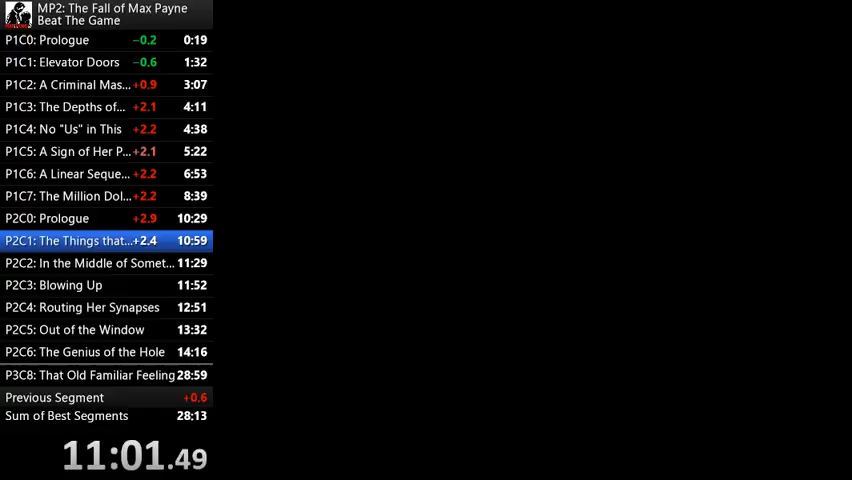 MP2: The Fall of Max Payne
Beat The Game
P1C0: Prologue −0.2 0:19
P1C1: Elevator Doors −0.6 1:32
P1C2: A Criminal Mas... +0.9 3:07
P1C3: The Depths of... +2.1 4:11
P1C4: No "Us" in This +2.2 4:38
P1C5: A Sign of Her P... +2.1 5:22
P1C6: A Linear Seque... +2.2 6:53
P1C7: The Million Dol... +2.2 8:39
P2C0: Prologue +2.9 10:29
P2C1: The Things that... +2.4 10:59
P2C2: In the Middle of Somet... 11:29
P2C3: Blowing Up 11:52
P2C4: Routing Her Synapses 12:51
P2C5: Out of the Window 13:32
P2C6: The Genius of the Hole 14:16
P3C8: That Old Familiar Feeling 28:59
Previous Segment +0.6
Sum of Best Segments 28:13
11:01.49